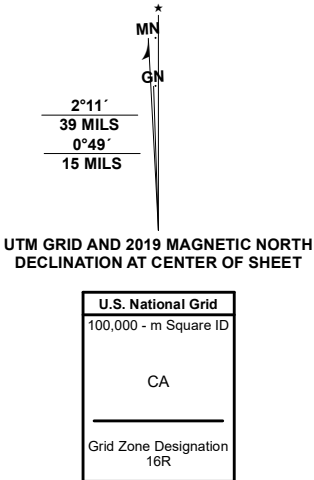 ★
MN
GN
2°11´
39 MILS
0°49´
15 MILS
UTM GRID AND 2019 MAGNETIC NORTH
DECLINATION AT CENTER OF SHEET
U.S. National Grid
100,000 - m Square ID
CA
Grid Zone Designation
16R